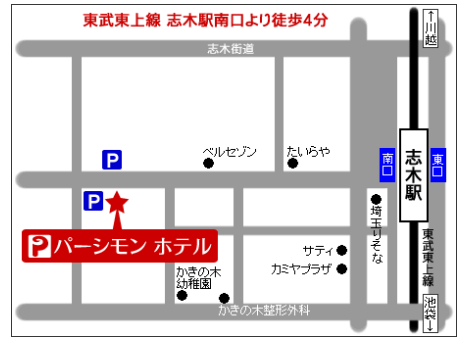 東武東上線 志木駅南口より徒歩4分
↑川越
志木街道
P
ベルセゾン
たいらや
南口
志木駅
東口
P
埼玉りそな
P パーシモン ホテル
サティ
カミヤプラザ
東武東上線
かきの木
幼稚園
かきの木整形外科
池袋↓